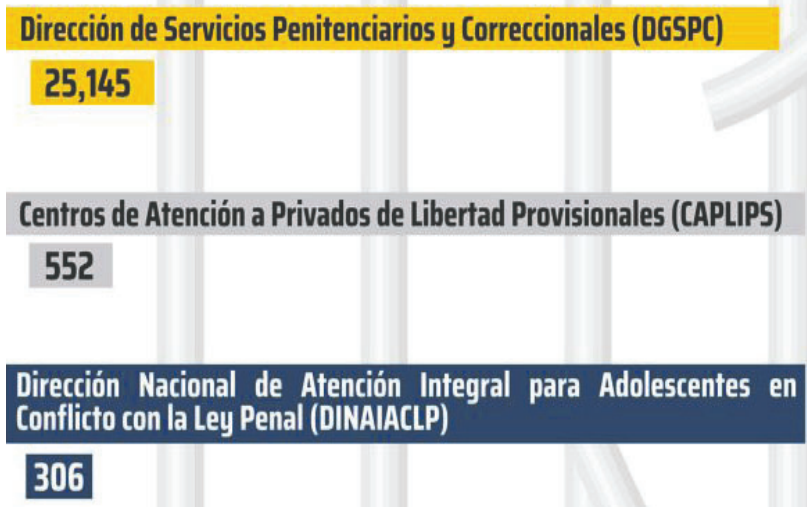 Dirección de Servicios Penitenciarios y Correccionales (DGSPC)
25,145
Centros de Atención a Privados de Libertad Provisionales (CAPLIPS)
552
Dirección Nacional de Atención Integral para Adolescentes en
Conflicto con la Ley Penal (DINAIACLP)
306